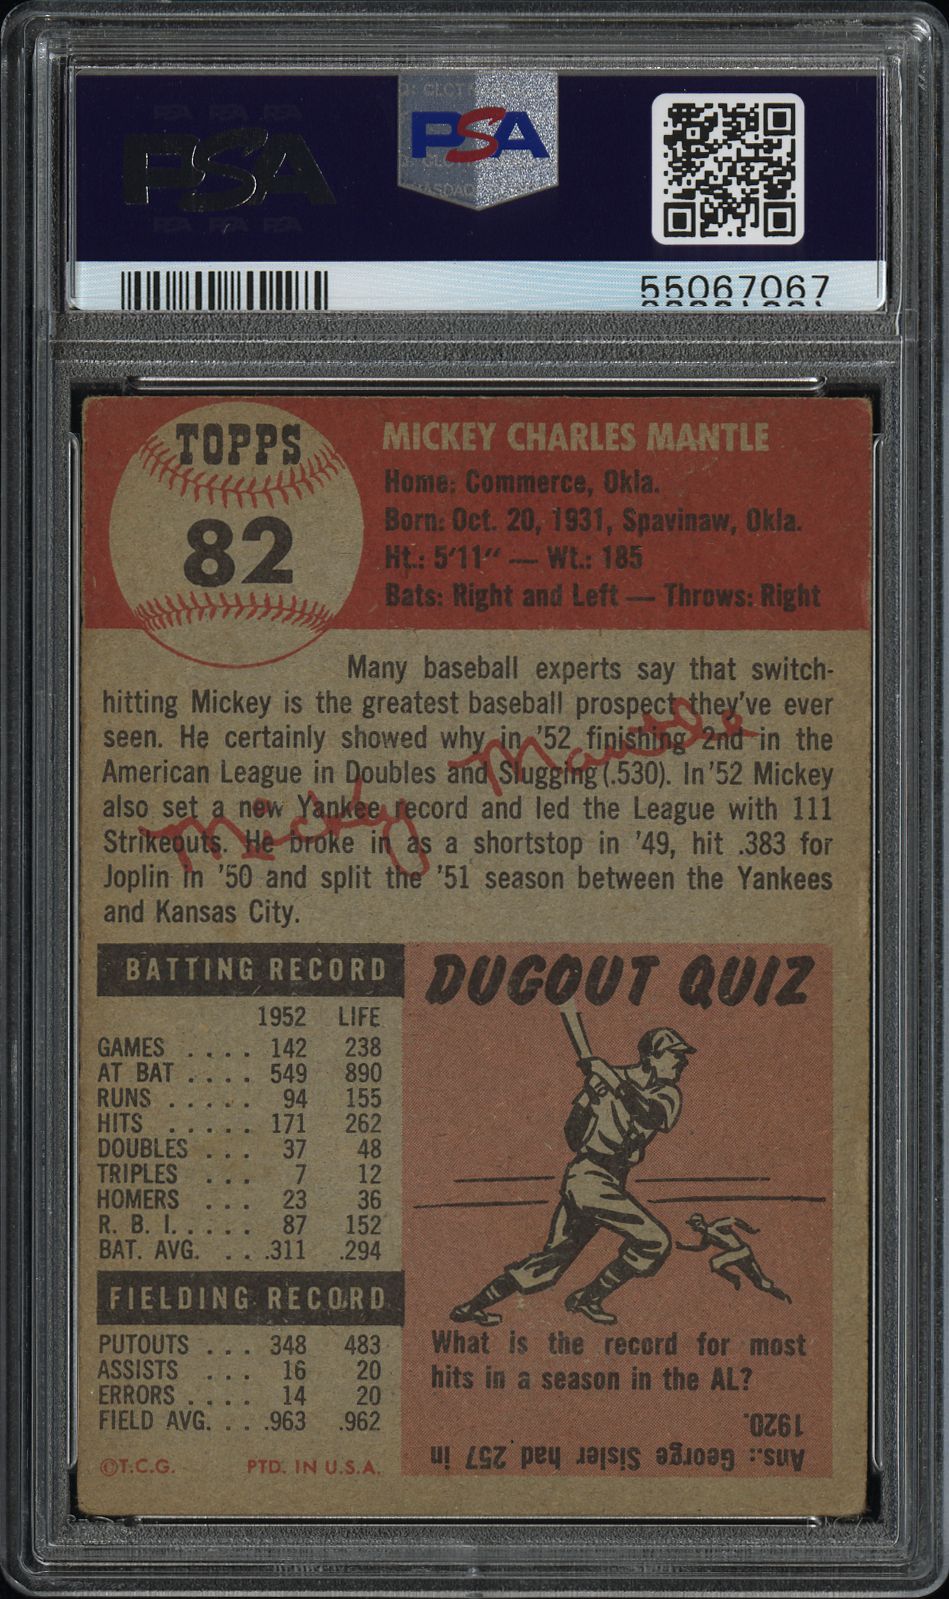 PSA
PSA
55067067
TOPPS
82
MICKEY CHARLES MANTLE
Home: Commerce, Okla.
Born: Oct. 20, 1931, Spavinaw, Okla.
Ht.: 5'11" — Wt.: 185
Bats: Right and Left — Throws: Right
Many baseball experts say that switch-
hitting Mickey is the greatest baseball prospect they've ever
seen. He certainly showed why in '52 finishing 2nd in the
American League in Doubles and Slugging (.530). In '52 Mickey
also set a new Yankee record and led the League with 111
Strikeouts. He broke in as a shortstop in '49, hit .383 for
Joplin in '50 and split the '51 season between the Yankees
and Kansas City.
Mickey Mantle
BATTING RECORD
1952 LIFE
GAMES .... 142 238
AT BAT .... 549 890
RUNS ..... 94 155
HITS ..... 171 262
DOUBLES ... 37 48
TRIPLES ... 7 12
HOMERS ... 23 36
R. B. I...... 87 152
BAT. AVG. ... .311 .294
FIELDING RECORD
PUTOUTS ... 348 483
ASSISTS ... 16 20
ERRORS .... 14 20
FIELD AVG. ... .963 .962
©T.C.G. PTD. IN U.S.A.
DUGOUT QUIZ
What is the record for most
hits in a season in the AL?
Ans.: George Sisler had 257 in
1920.